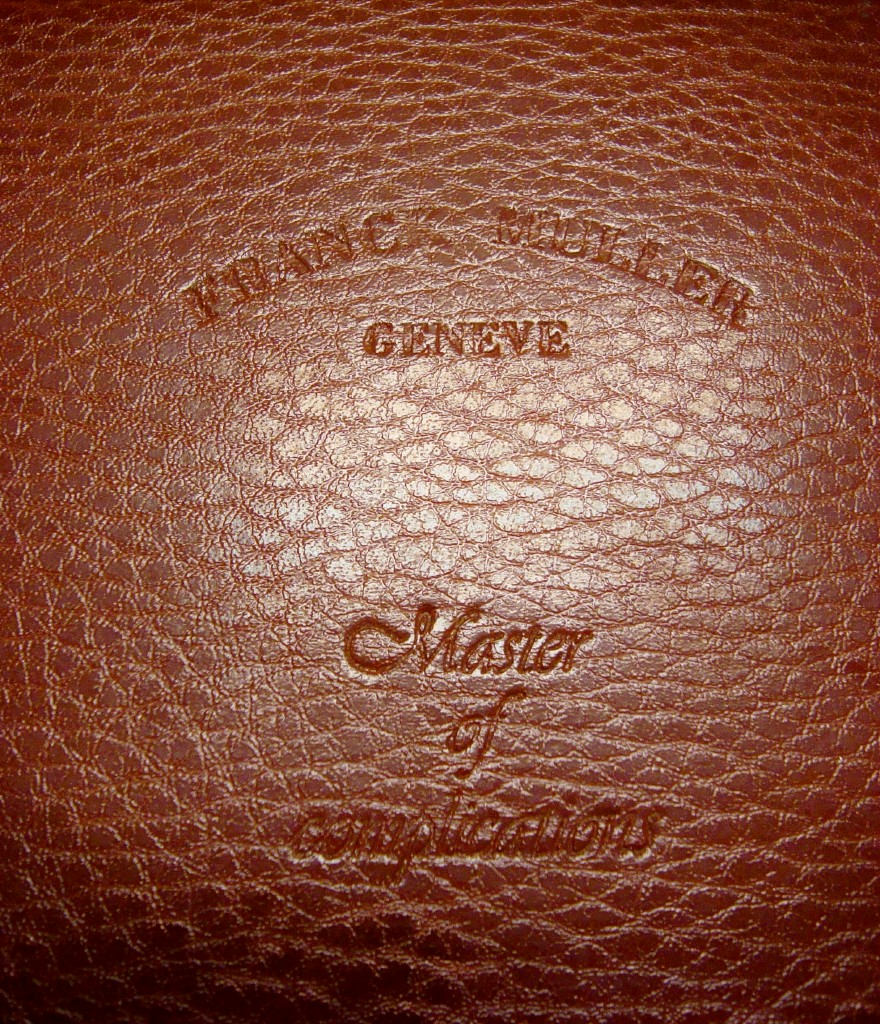 FRANCK MULLER
GENEVE
Master
of
complications